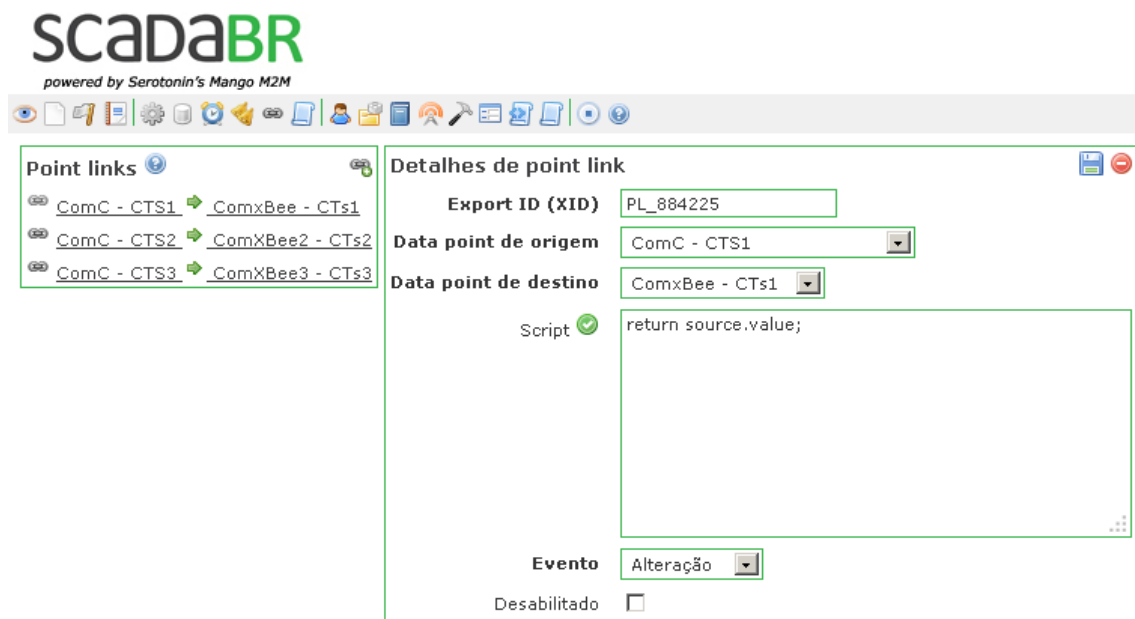 scadaBR
powered by Serotonin's Mango M2M
Point links
ComC - CTS1 ComxBee - CTs1
ComC - CTS2 ComXBee2 - CTs2
ComC - CTS3 ComXBee3 - CTs3
Detalhes de point link
Export ID (XID) PL_884225
Data point de origem ComC - CTS1
Data point de destino ComxBee - CTs1
Script return source.value;
Evento Alteração
Desabilitado